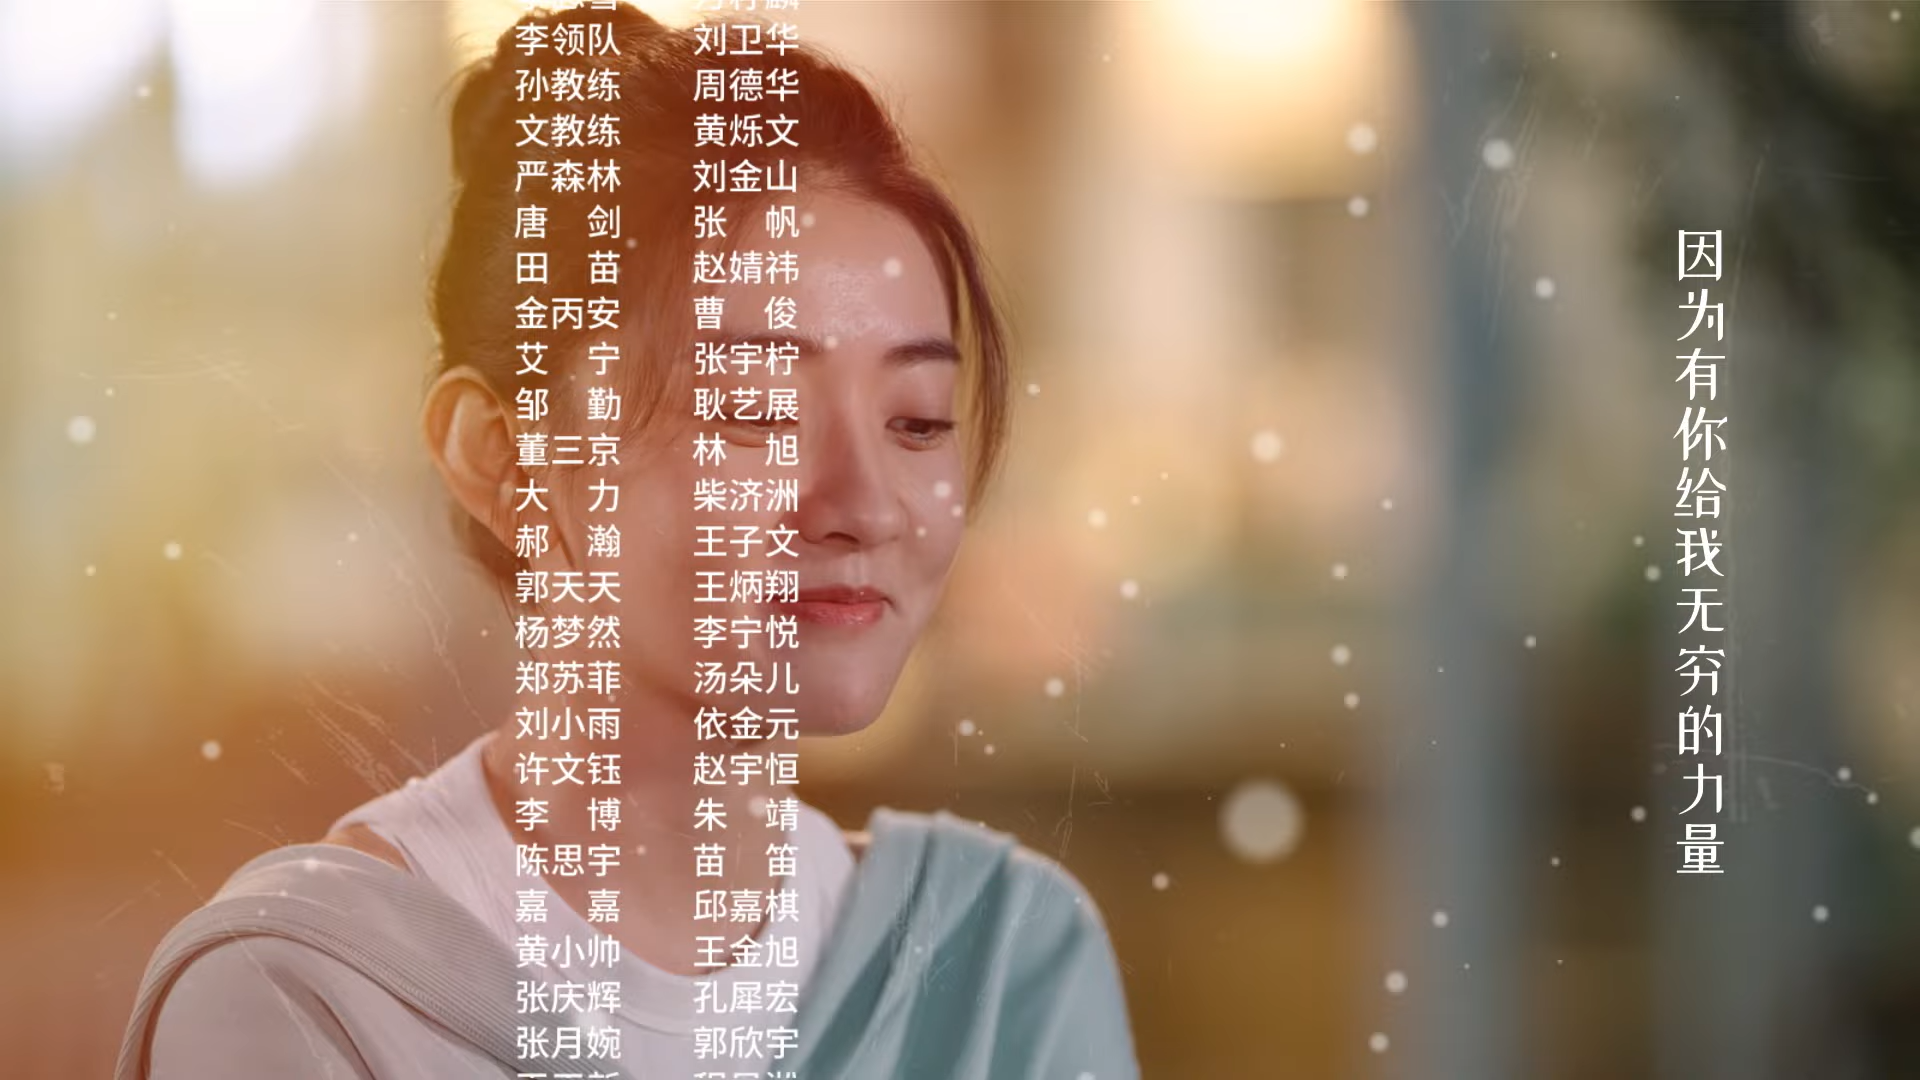 李领队 刘卫华
孙教练 周德华
文教练 黄烁文
严森林 刘金山
唐 剑 张 帆
田 苗 赵婧祎
金丙安 曹 俊
艾 宁 张宇柠
邹 勤 耿艺展
董三京 林 旭
大 力 柴济洲
郝 瀚 王子文
郭天天 王炳翔
杨梦然 李宁悦
郑苏菲 汤朵儿
刘小雨 依金元
许文钰 赵宇恒
李 博 朱 靖
陈思宇 苗 笛
嘉 嘉 邱嘉棋
黄小帅 王金旭
张庆辉 孔犀宏
张月婉 郭欣宇
因为有你给我无穷的力量